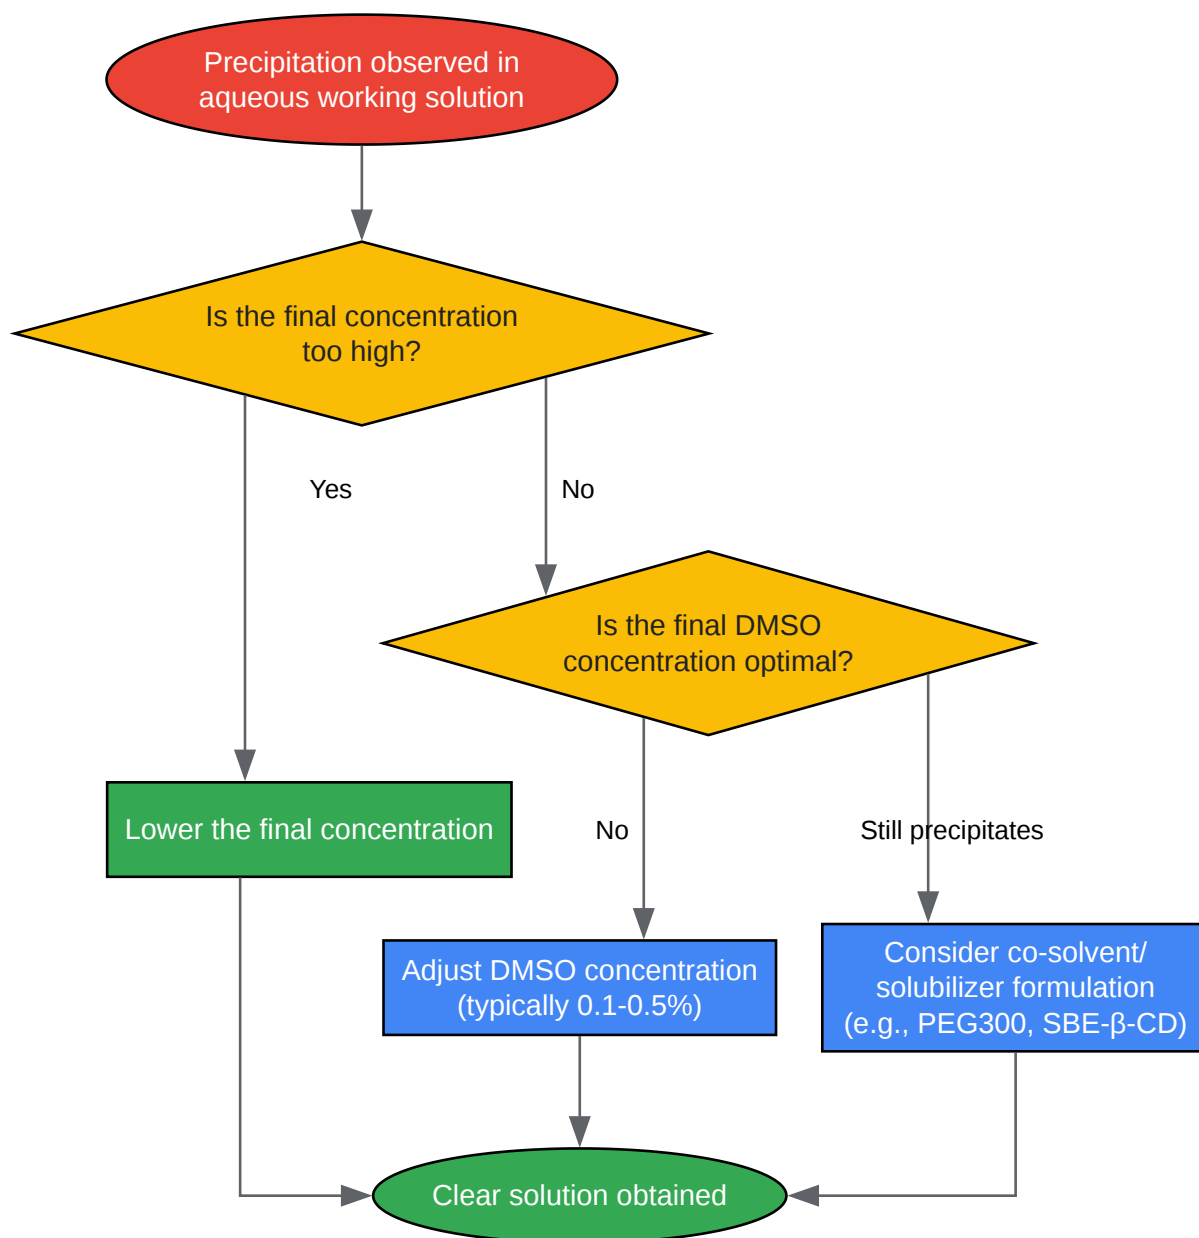 Precipitation observed in
aqueous working solution
Is the final concentration
too high?
Yes
No
Is the final DMSO
concentration optimal?
Lower the final concentration
No
Still precipitates
Adjust DMSO concentration
(typically 0.1-0.5%)
Consider co-solvent/
solubilizer formulation
(e.g., PEG300, SBE-β-CD)
Clear solution obtained